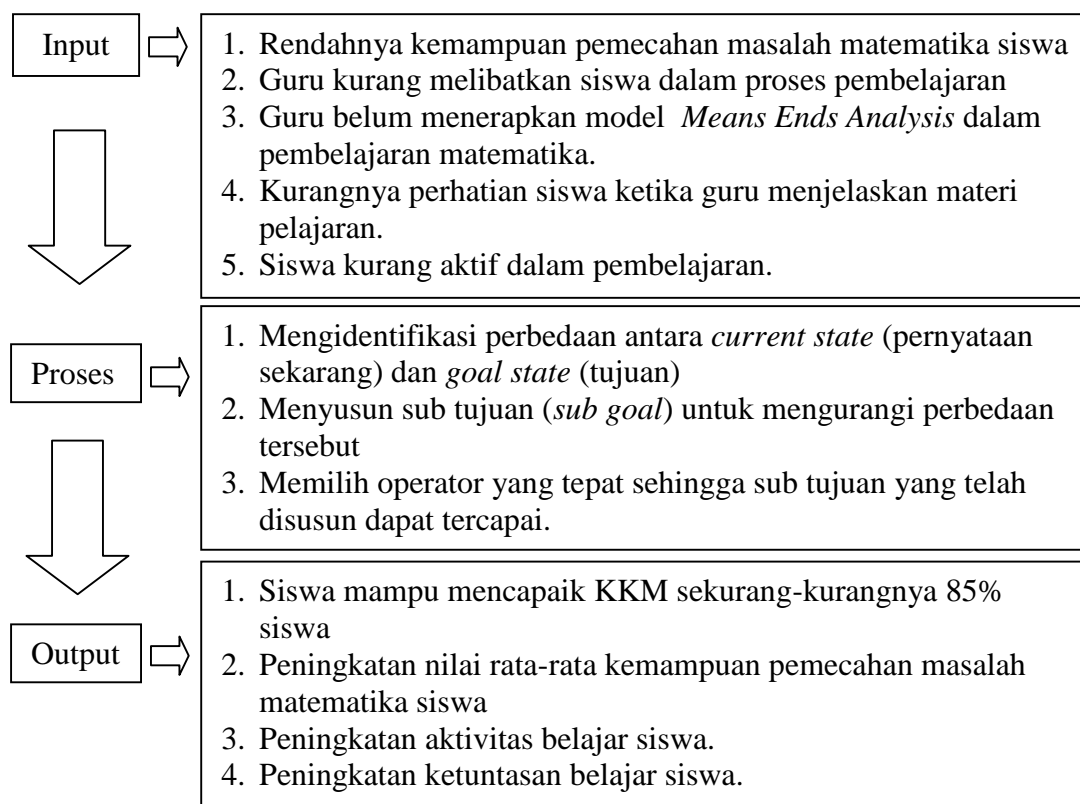 Input
1. Rendahnya kemampuan pemecahan masalah matematika siswa
2. Guru kurang melibatkan siswa dalam proses pembelajaran
3. Guru belum menerapkan model Means Ends Analysis dalam
pembelajaran matematika.
4. Kurangnya perhatian siswa ketika guru menjelaskan materi
pelajaran.
5. Siswa kurang aktif dalam pembelajaran.
Proses
1. Mengidentifikasi perbedaan antara current state (pernyataan
sekarang) dan goal state (tujuan)
2. Menyusun sub tujuan (sub goal) untuk mengurangi perbedaan
tersebut
3. Memilih operator yang tepat sehingga sub tujuan yang telah
disusun dapat tercapai.
Output
1. Siswa mampu mencapaik KKM sekurang-kurangnya 85%
siswa
2. Peningkatan nilai rata-rata kemampuan pemecahan masalah
matematika siswa
3. Peningkatan aktivitas belajar siswa.
4. Peningkatan ketuntasan belajar siswa.